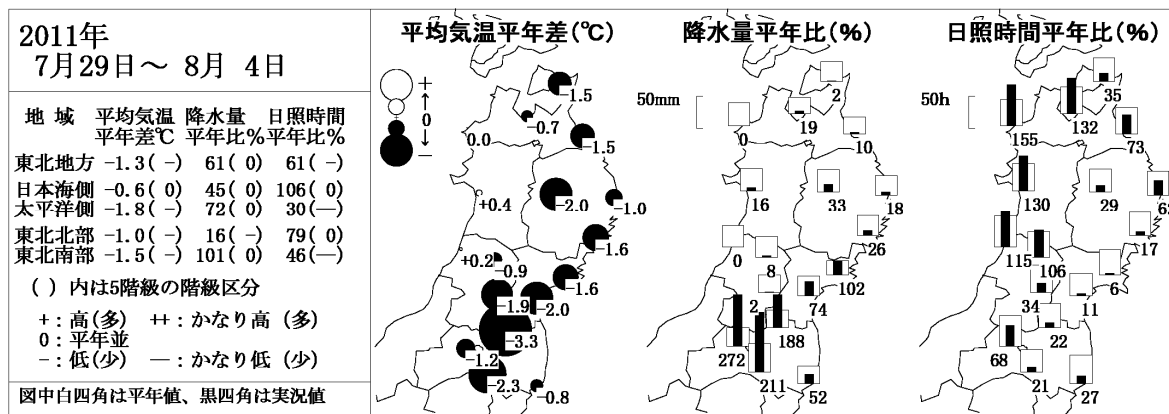 2011年
7月29日～ 8月 4日
地 域 平均気温 降水量 日照時間
平年差℃ 平年比% 平年比%
東北地方 -1.3( -) 61( 0) 61( -)
日本海側 -0.6( 0) 45( 0) 106( 0)
太平洋側 -1.8( -) 72( 0) 30(—)
東北北部 -1.0( -) 16( -) 79( 0)
東北南部 -1.5( -) 101( 0) 46(—)
( ) 内は5階級の階級区分
+：高(多) ++：かなり高 (多)
0：平年並
-：低(少) —：かなり低 (少)
図中白四角は平年値、黒四角は実況値
平均気温平年差(℃)
+
↑
0
↓
-
-1.5
-0.7
0.0
-1.5
+0.4
-2.0
-1.0
-1.6
+0.2
-0.9
-1.6
-1.9
-2.0
-3.3
-1.2
-2.3
-0.8
降水量平年比(%)
50mm
2
19
0
10
16
33
18
26
0
8
102
2
74
188
272
211
52
日照時間平年比(%)
50h
35
132
155
73
130
29
17
115
106
6
34
11
22
68
21
27